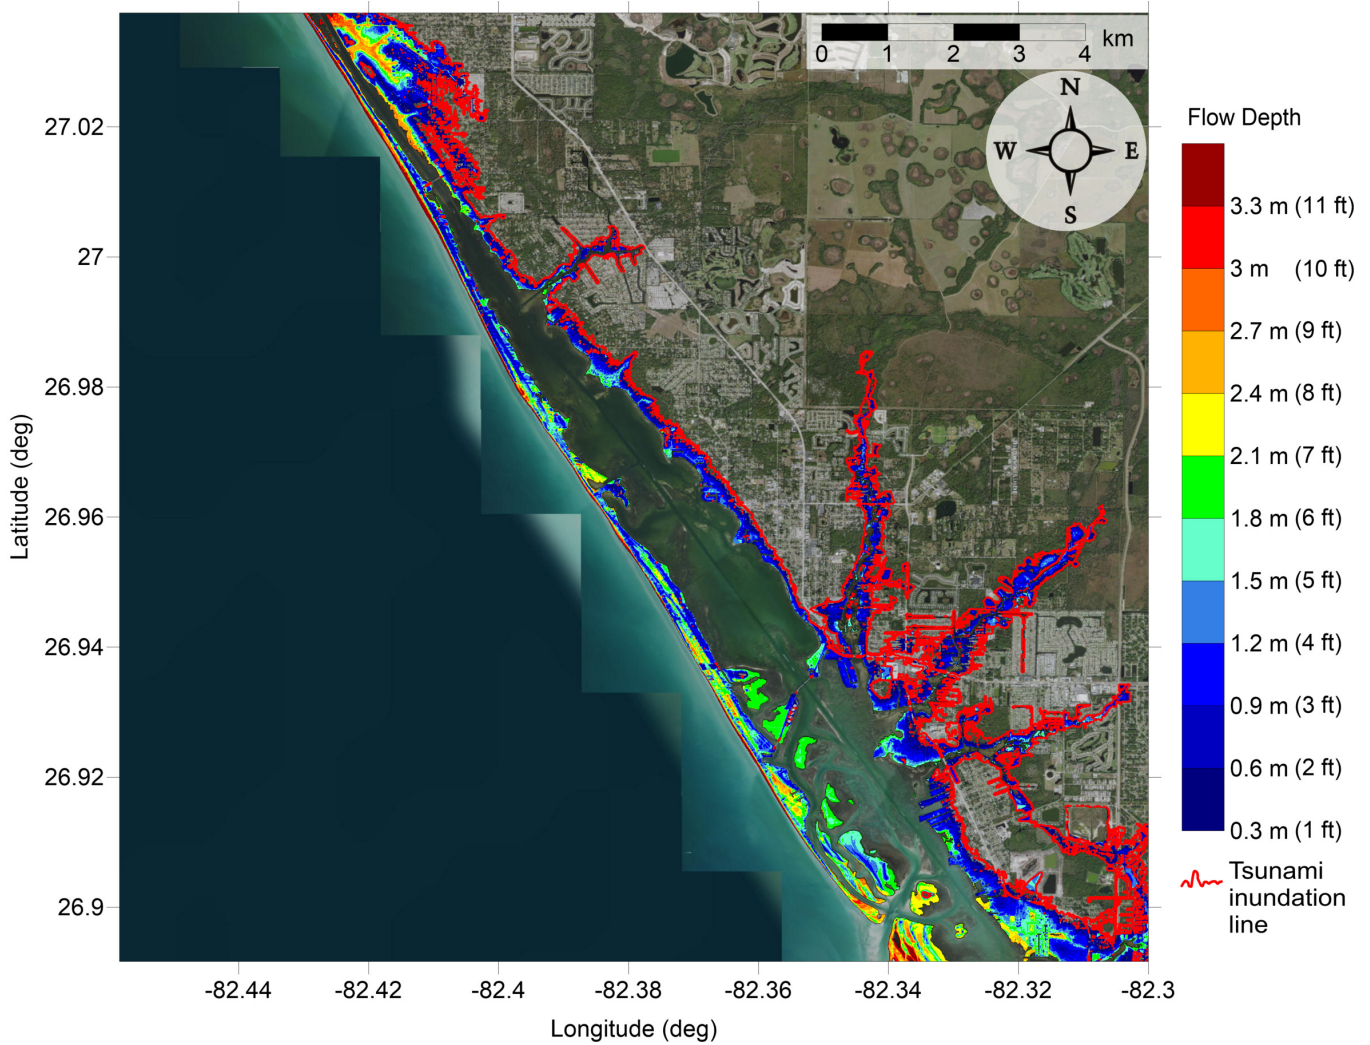 0 1 2 3 4 km
N
W E
S
Flow Depth
3.3 m (11 ft)
3 m (10 ft)
2.7 m (9 ft)
2.4 m (8 ft)
2.1 m (7 ft)
1.8 m (6 ft)
1.5 m (5 ft)
1.2 m (4 ft)
0.9 m (3 ft)
0.6 m (2 ft)
0.3 m (1 ft)
Tsunami
inundation
line
Latitude (deg)
27.02
27
26.98
26.96
26.94
26.92
26.9
-82.44 -82.42 -82.4 -82.38 -82.36 -82.34 -82.32 -82.3
Longitude (deg)